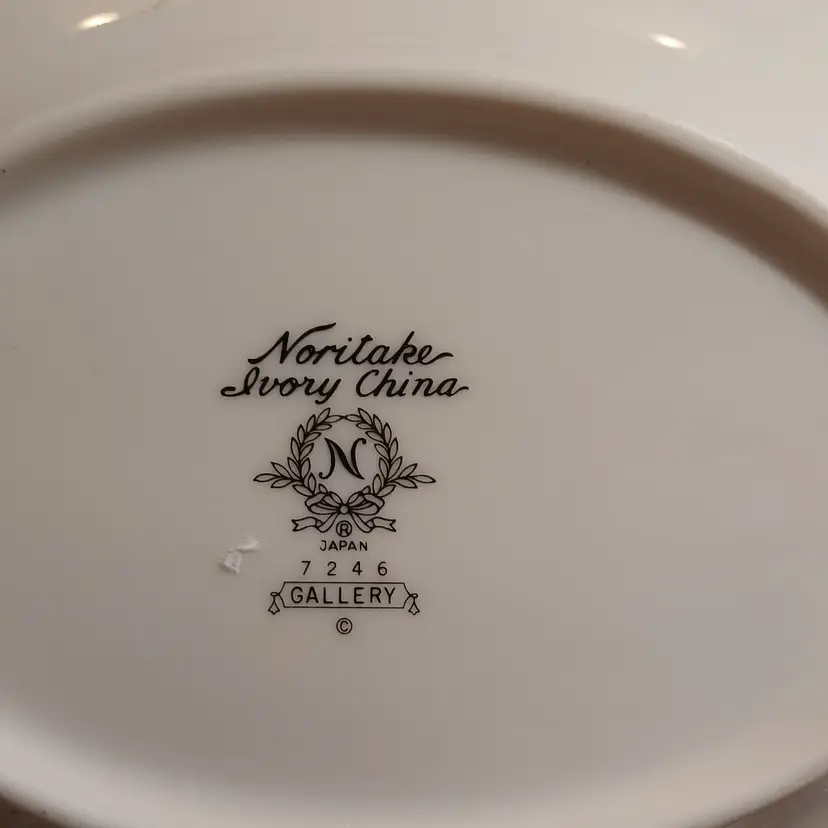 Noritake
Ivory China
N
®
JAPAN
7246
GALLERY
©